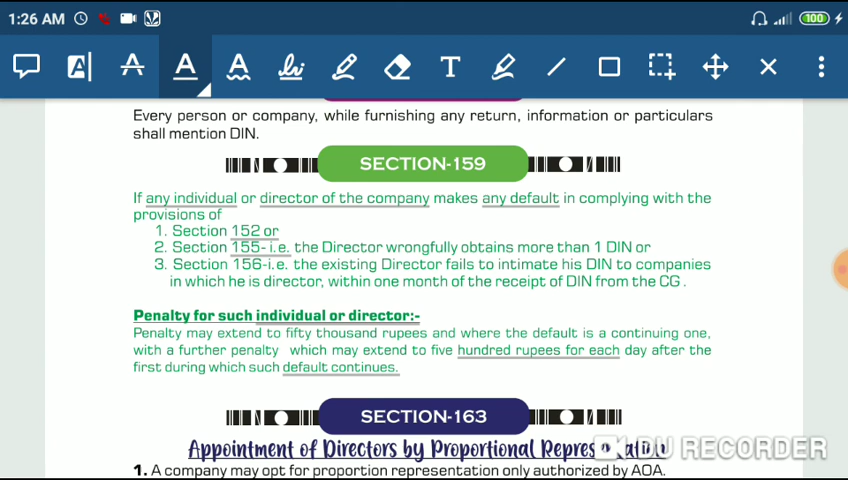 1:26 AM
100
A A A A T
Every person or company, while furnishing any return, information or particulars
shall mention DIN.
SECTION-159
If any individual or director of the company makes any default in complying with the
provisions of
1. Section 152 or
2. Section 155- i.e. the Director wrongfully obtains more than 1 DIN or
3. Section 156-i.e. the existing Director fails to intimate his DIN to companies
in which he is director, within one month of the receipt of DIN from the CG .
Penalty for such individual or director:-
Penalty may extend to fifty thousand rupees and where the default is a continuing one,
with a further penalty which may extend to five hundred rupees for each day after the
first during which such default continues.
SECTION-163
Appointment of Directors by Proportional Representation
DU RECORDER
1. A company may opt for proportion representation only authorized by AOA.